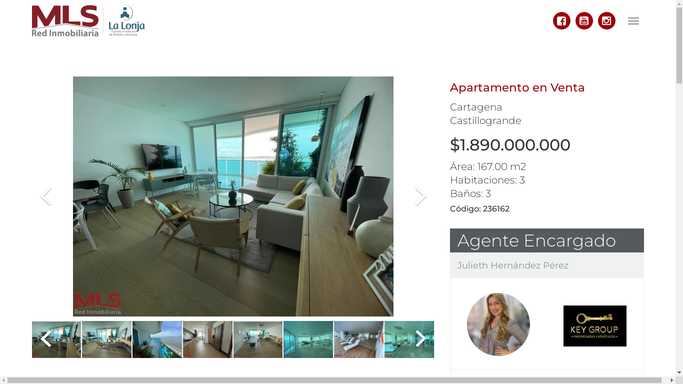 MLS
Red Inmobiliaria
La Lonja
Apartamento en Venta
Cartagena
Castillogrande
$1.890.000.000
Área: 167.00 m2
Habitaciones: 3
Baños: 3
Código: 236162
Agente Encargado
Julieth Hernández Pérez
MLS
Red Inmobiliaria
KEY GROUP